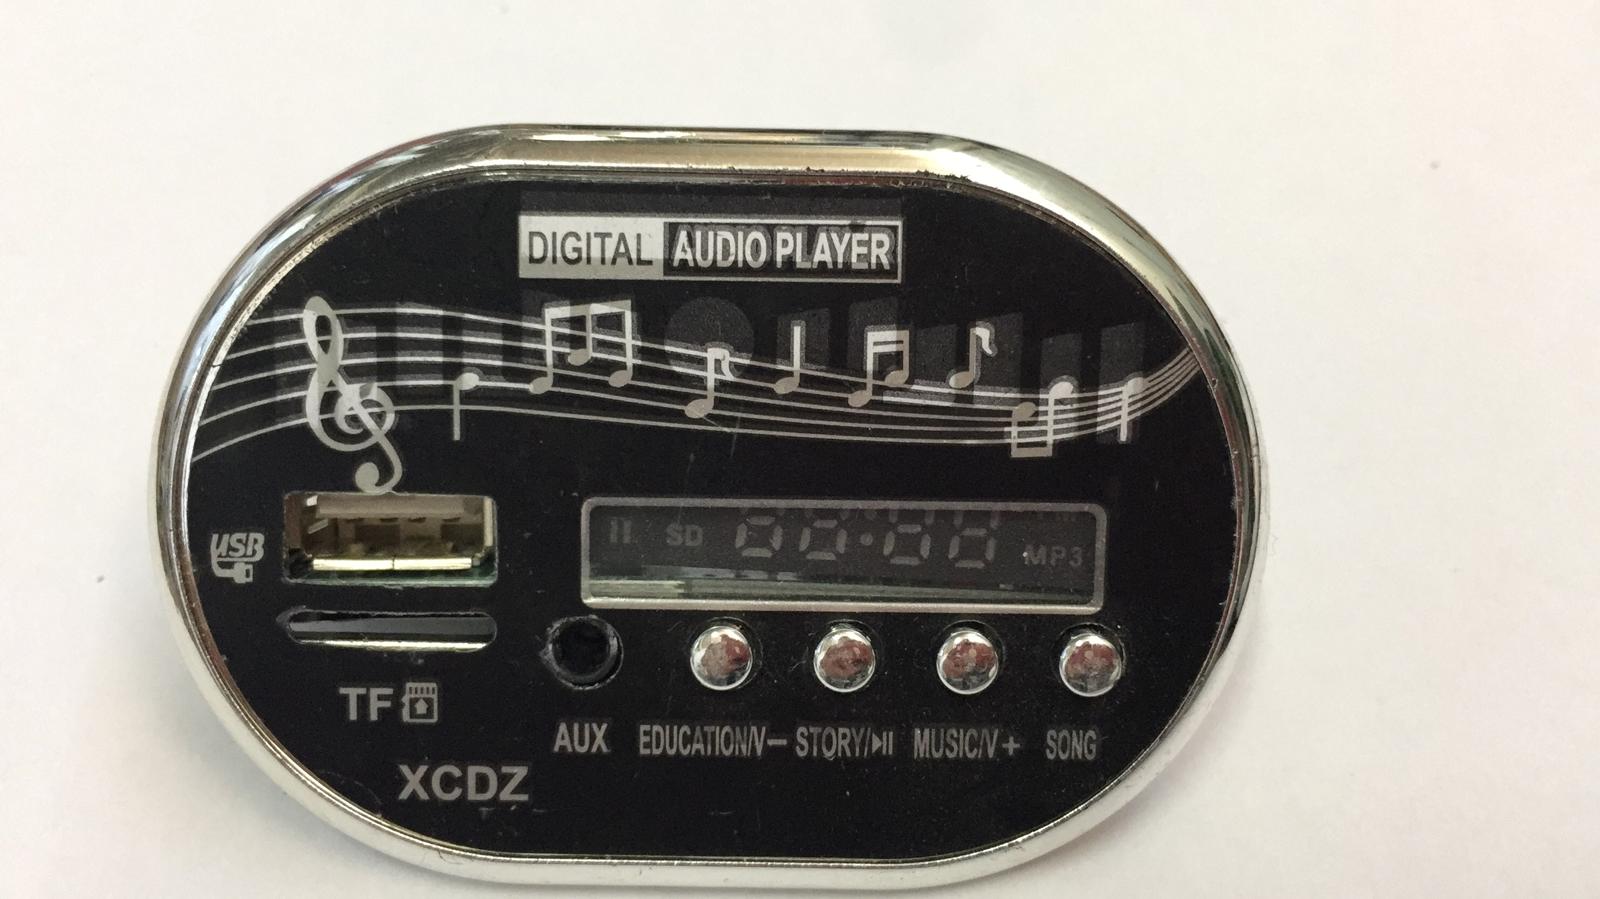 DIGITAL AUDIO PLAYER
USB
II SD 88:88 MP3
TF
AUX EDUCATION/V− STORY/▶II MUSIC/V+ SONG
XCDZ